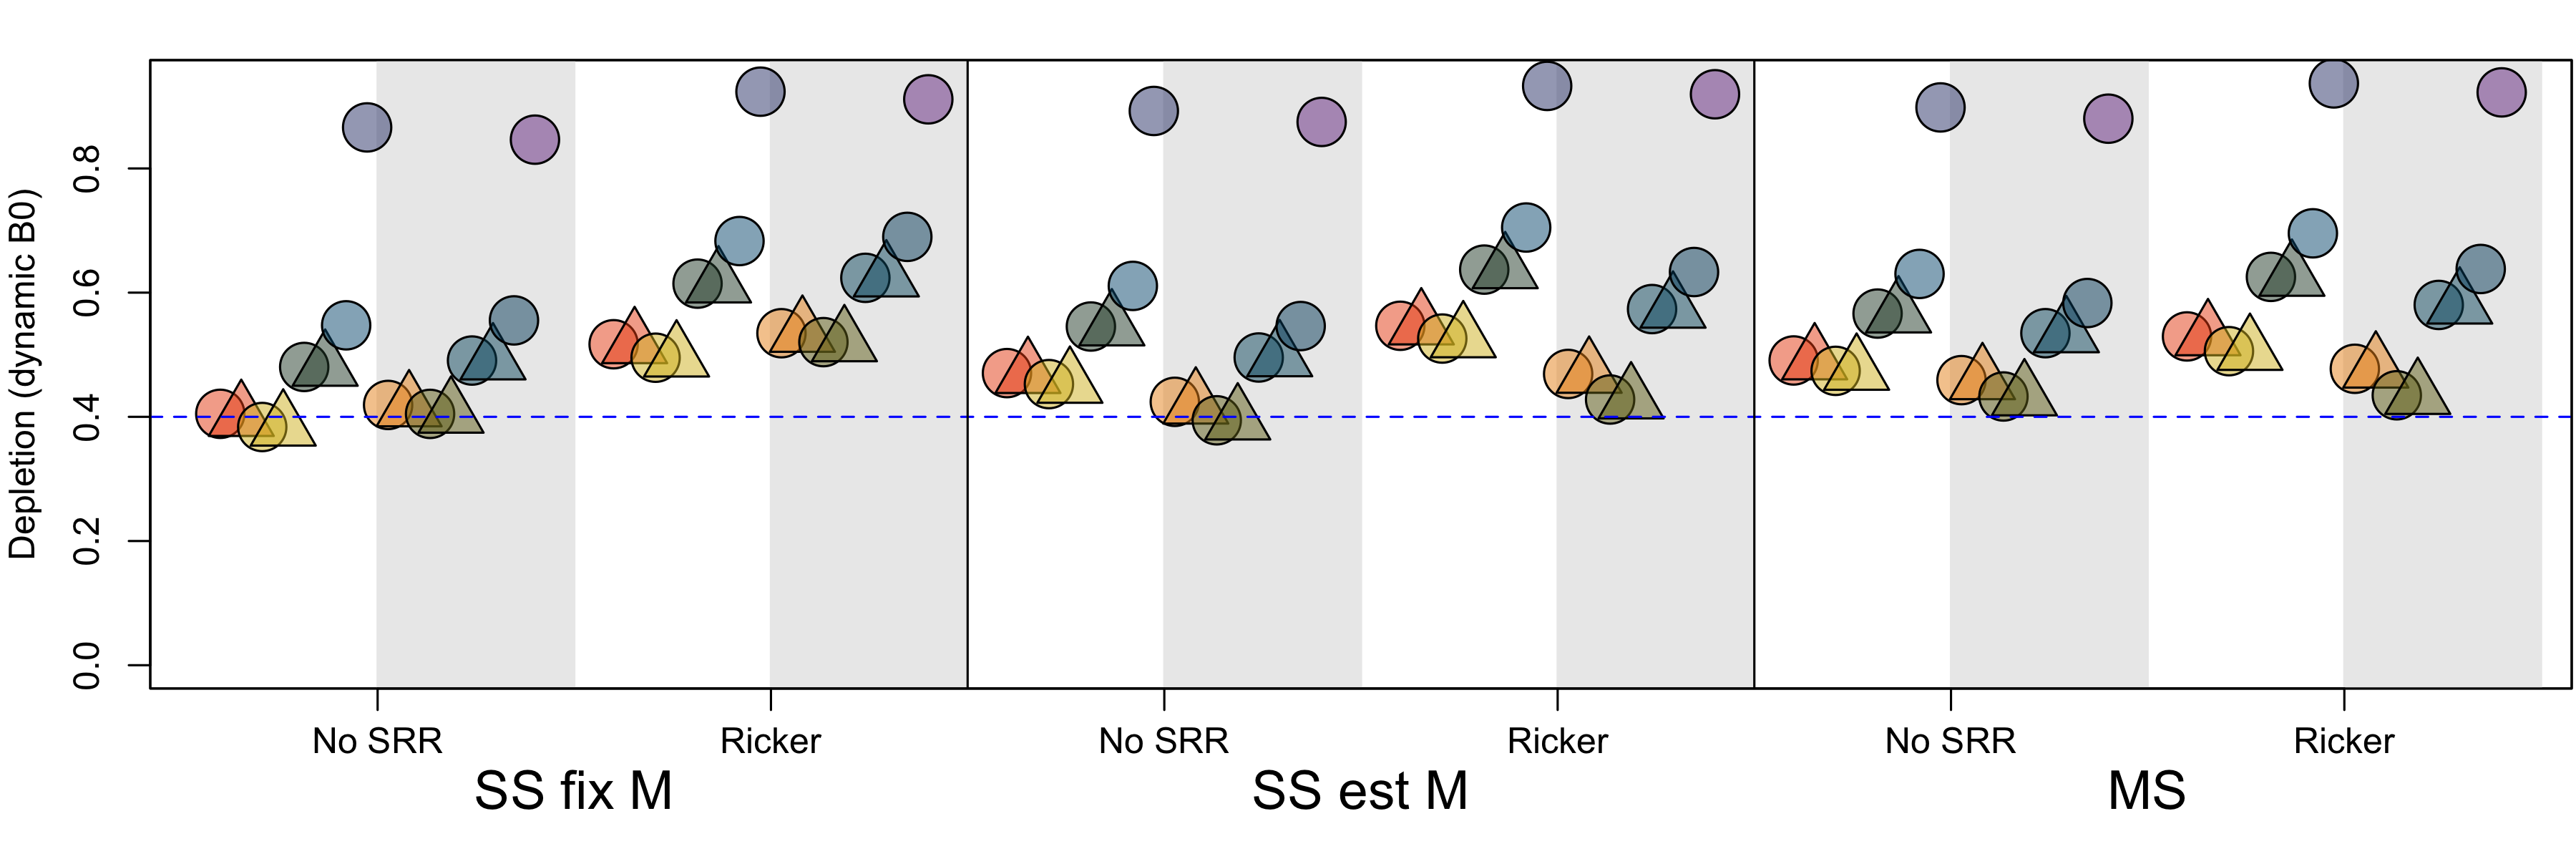 Depletion (dynamic B0)
0.8
0.6
0.4
0.2
0.0
No SRR Ricker No SRR Ricker No SRR Ricker
SS fix M SS est M MS